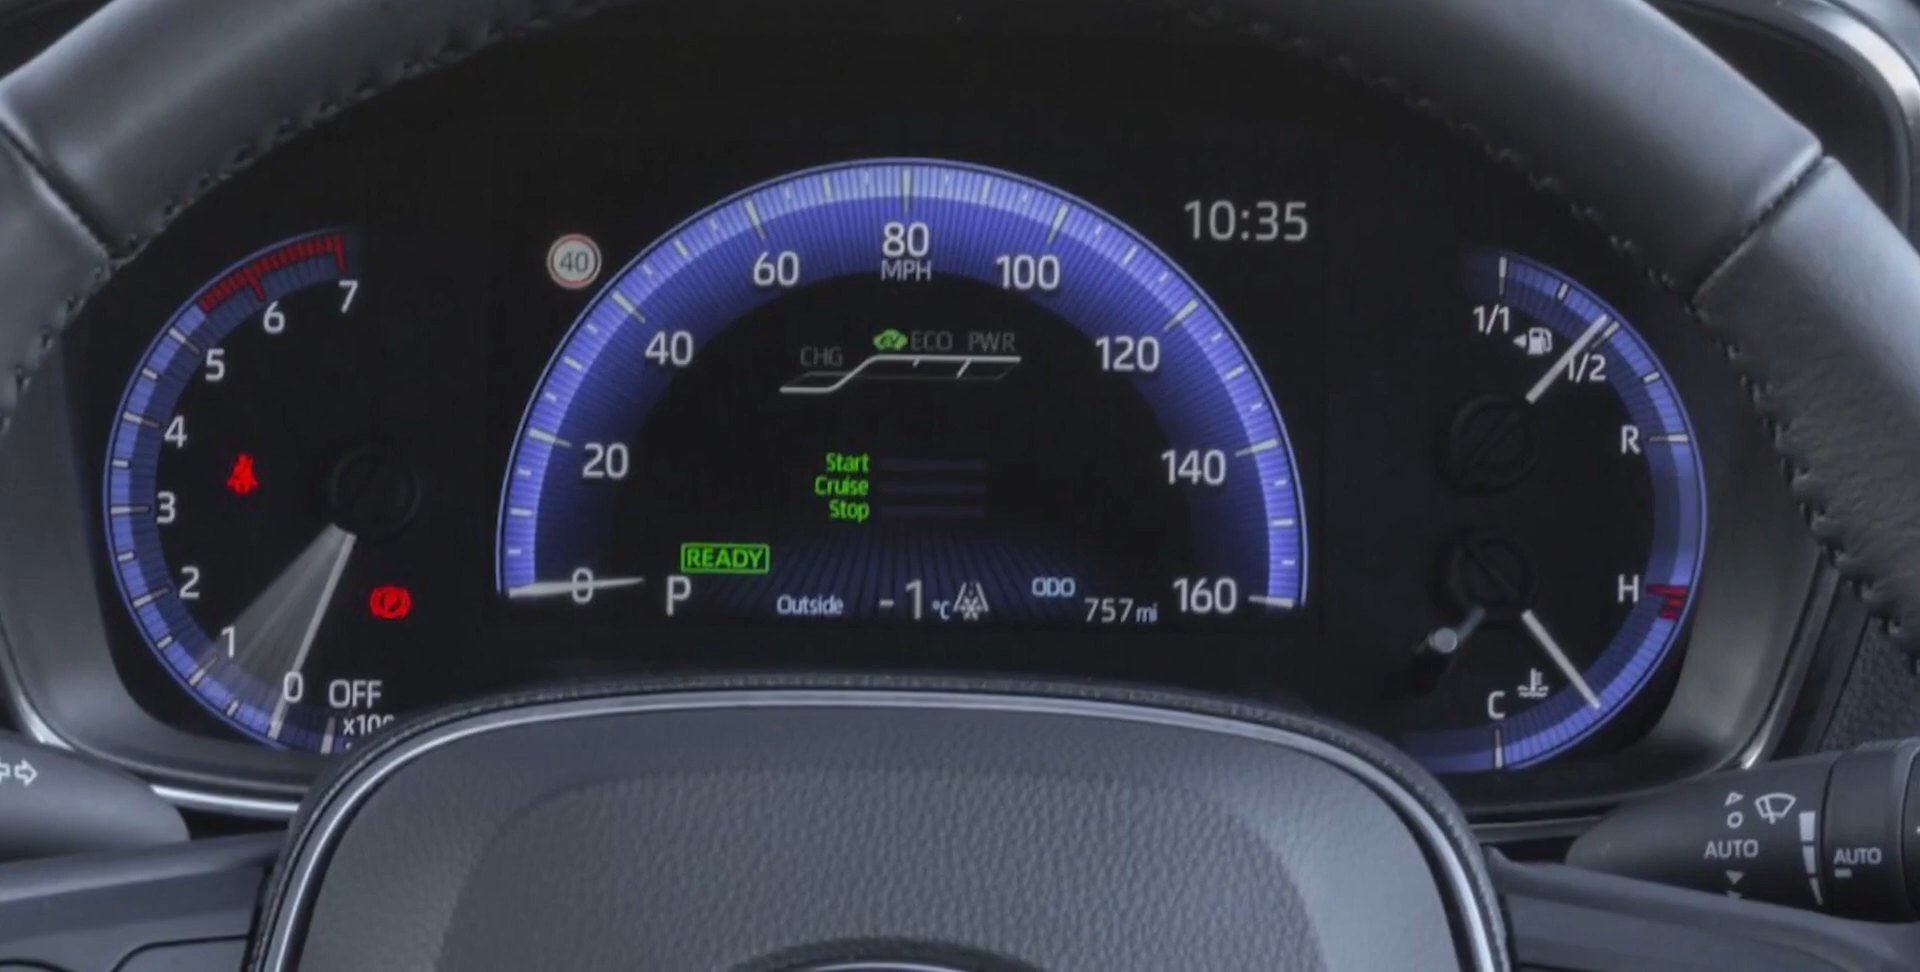 7
6
5
4
3
2
1
0
OFF
40
0
20
40
60
80
MPH
100
120
140
160
10:35
CHG
ECO
PWR
Start
Cruise
Stop
READY
P
Outside
-1°C
ODO
757mi
1/1
1/2
R
H
C
AUTO
AUTO